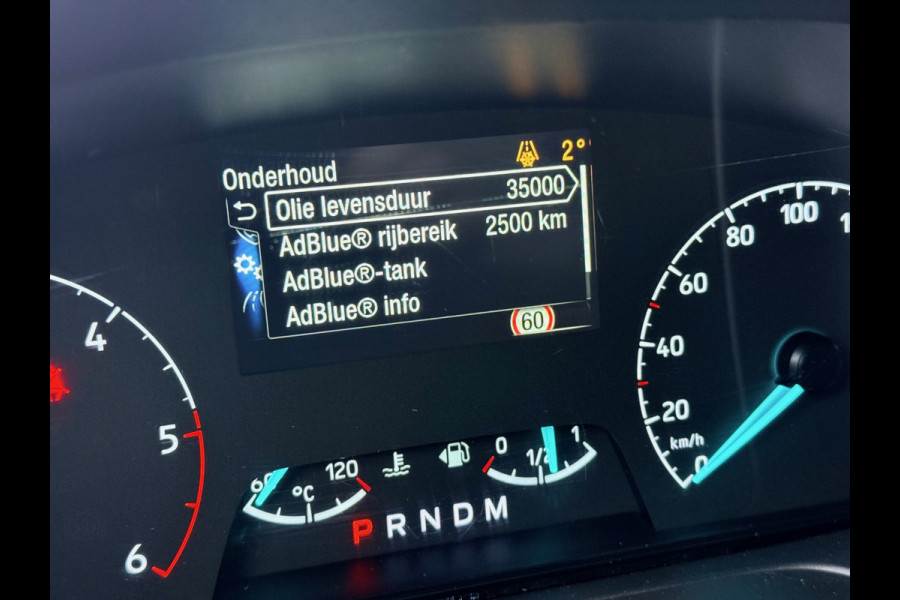 2°
Onderhoud
Olie levensduur 35000
AdBlue® rijbereik 2500 km
AdBlue®-tank
AdBlue® info
60
4
5
6
60 °C 120
0 1/2 1
P R N D M
100
80
60
40
20
km/h
0